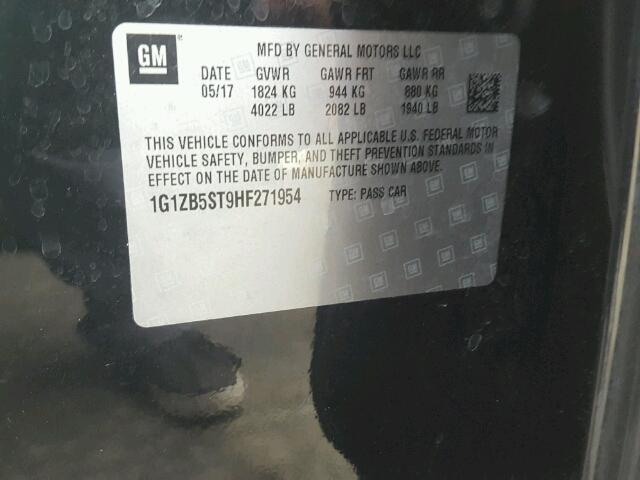 GM MFD BY GENERAL MOTORS LLC
DATE GVWR GAWR FRT GAWR RR
05/17 1824 KG 944 KG 880 KG
4022 LB 2082 LB 1940 LB
THIS VEHICLE CONFORMS TO ALL APPLICABLE U.S. FEDERAL MOTOR
VEHICLE SAFETY, BUMPER, AND THEFT PREVENTION STANDARDS IN
EFFECT ON THE DATE OF MANUFACTURE SHOWN ABOVE.
1G1ZB5ST9HF271954 TYPE: PASS CAR